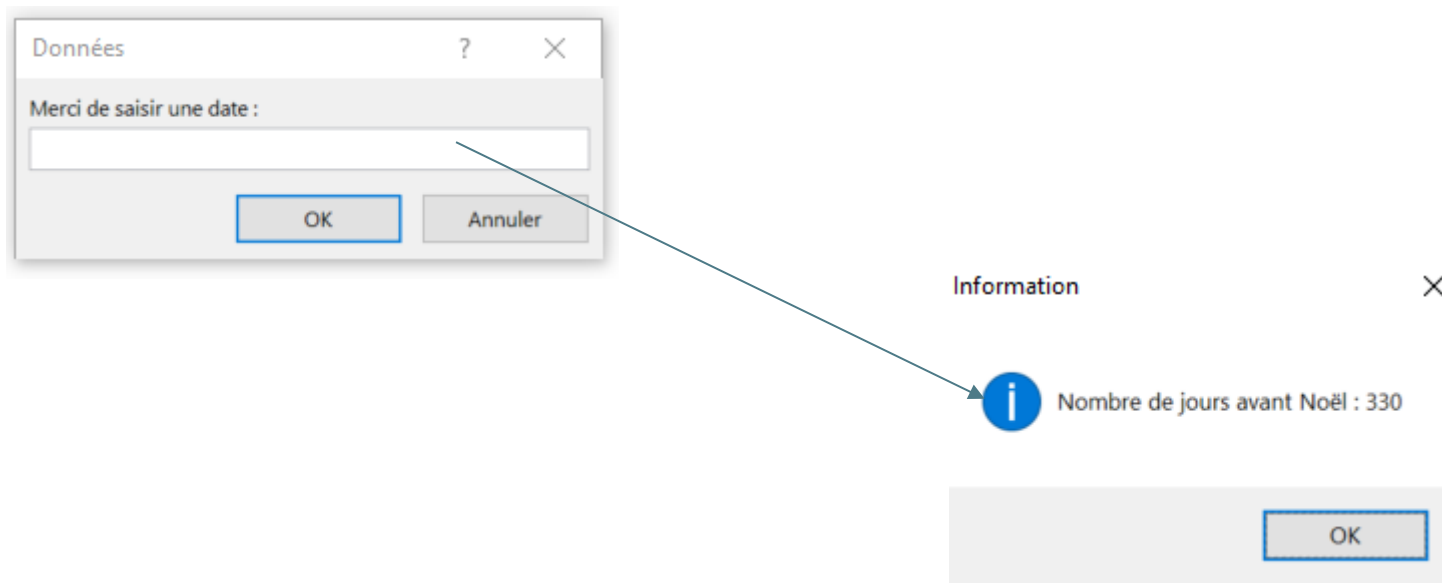 Données ?
Merci de saisir une date :
OK Annuler
Information
i Nombre de jours avant Noël : 330
OK